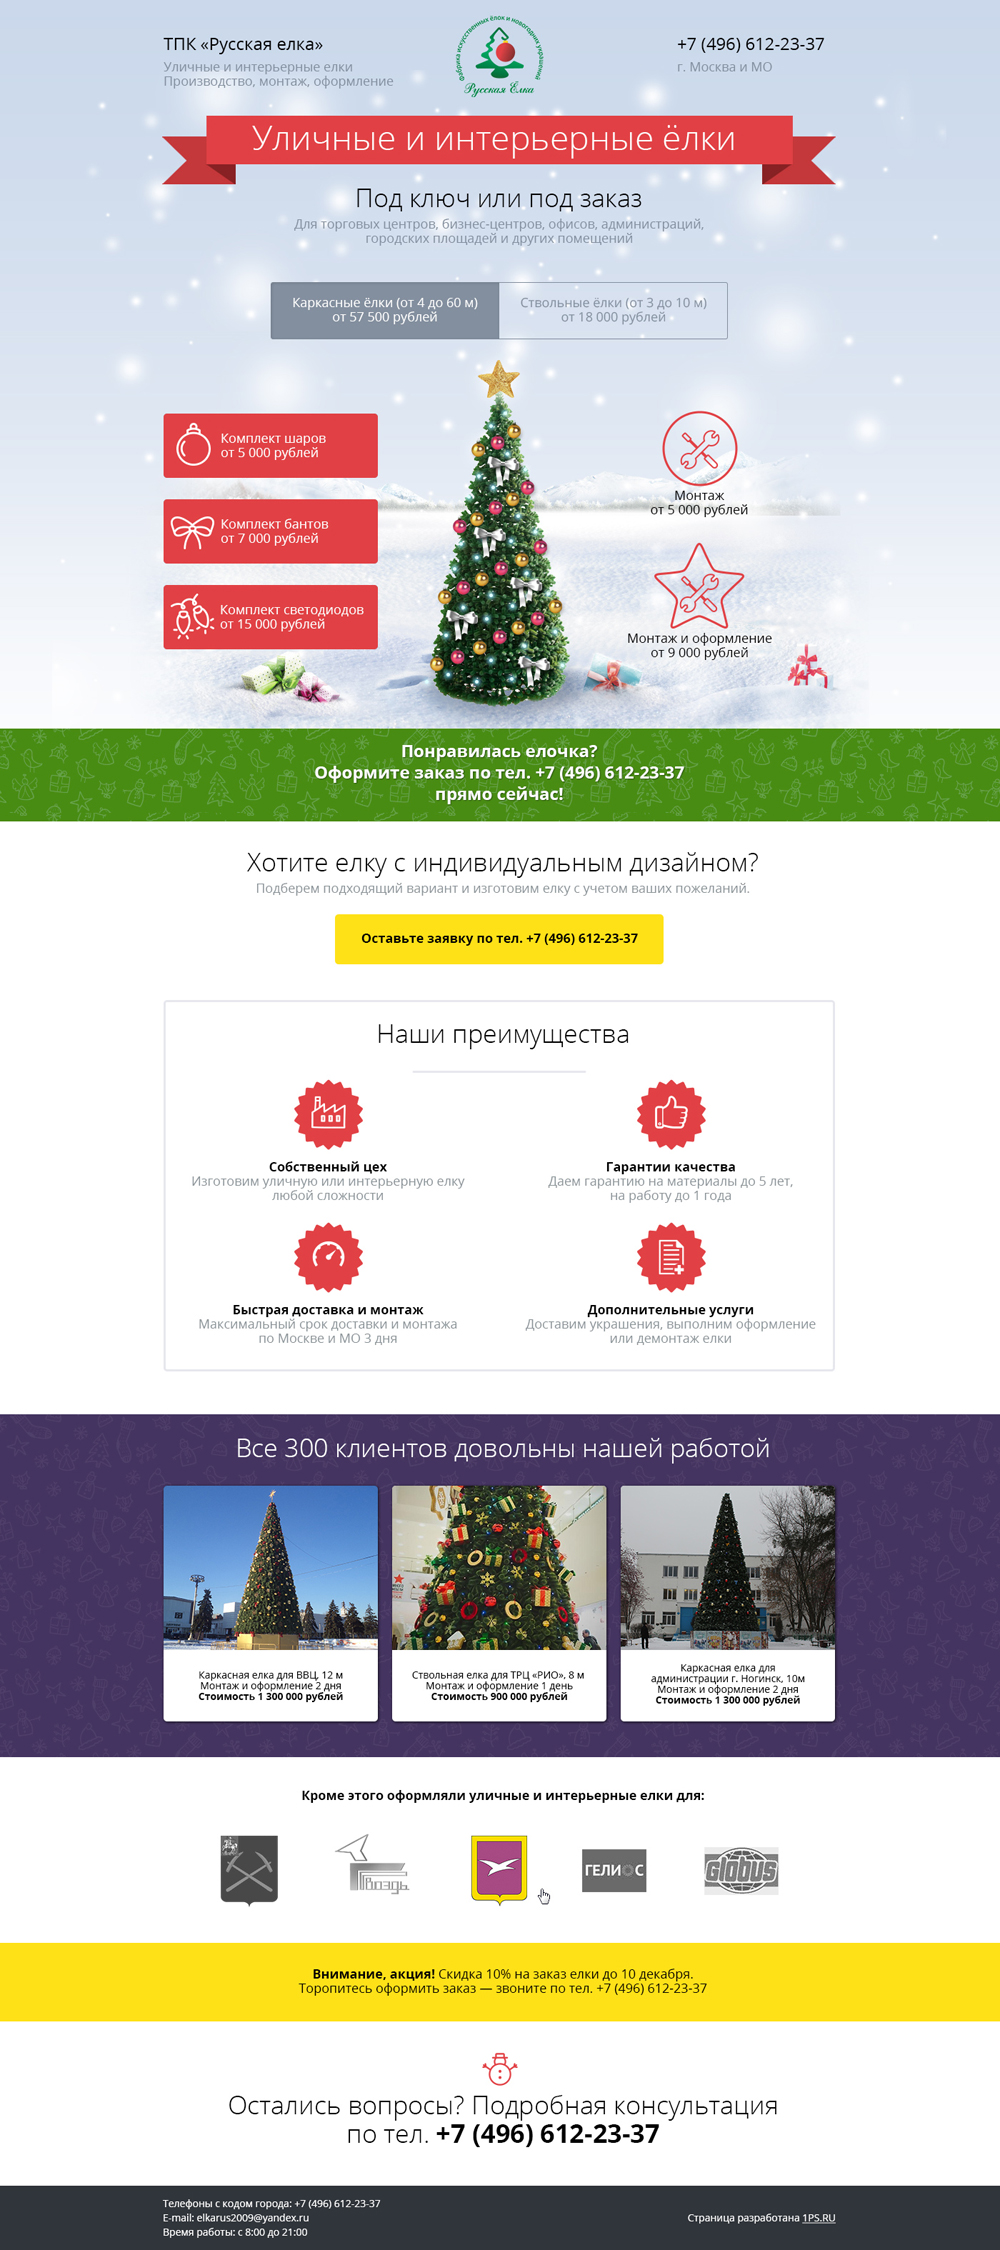 ТПК «Русская елка»
Уличные и интерьерные елки
Производство, монтаж, оформление
Фабрика искусственных ёлок и новогодних украшений
Русская Елка
+7 (496) 612-23-37
г. Москва и МО
Уличные и интерьерные ёлки
Под ключ или под заказ
Для торговых центров, бизнес-центров, офисов, администраций,
городских площадей и других помещений
Каркасные ёлки (от 4 до 60 м)
от 57 500 рублей
Ствольные ёлки (от 3 до 10 м)
от 18 000 рублей
Комплект шаров
от 5 000 рублей
Комплект бантов
от 7 000 рублей
Комплект светодиодов
от 15 000 рублей
Монтаж
от 5 000 рублей
Монтаж и оформление
от 9 000 рублей
Понравилась елочка?
Оформите заказ по тел. +7 (496) 612-23-37
прямо сейчас!
Хотите елку с индивидуальным дизайном?
Подберем подходящий вариант и изготовим елку с учетом ваших пожеланий.
Оставьте заявку по тел. +7 (496) 612-23-37
Наши преимущества
Собственный цех
Изготовим уличную или интерьерную елку
любой сложности
Гарантии качества
Даем гарантию на материалы до 5 лет,
на работу до 1 года
Быстрая доставка и монтаж
Максимальный срок доставки и монтажа
по Москве и МО 3 дня
Дополнительные услуги
Доставим украшения, выполним оформление
или демонтаж елки
Все 300 клиентов довольны нашей работой
Каркасная елка для ВВЦ, 12 м
Монтаж и оформление 2 дня
Стоимость 1 300 000 рублей
Ствольная елка для ТРЦ «РИО», 8 м
Монтаж и оформление 1 день
Стоимость 900 000 рублей
Каркасная елка для
администрации г. Ногинск, 10м
Монтаж и оформление 2 дня
Стоимость 1 300 000 рублей
Кроме этого оформляли уличные и интерьерные елки для:
Гвоздь
ГЕЛИОС
Globus
Внимание, акция! Скидка 10% на заказ елки до 10 декабря.
Торопитесь оформить заказ — звоните по тел. +7 (496) 612-23-37
Остались вопросы? Подробная консультация
по тел. +7 (496) 612-23-37
Телефоны с кодом города: +7 (496) 612-23-37
E-mail: elkarus2009@yandex.ru
Время работы: с 8:00 до 21:00
Страница разработана 1PS.RU